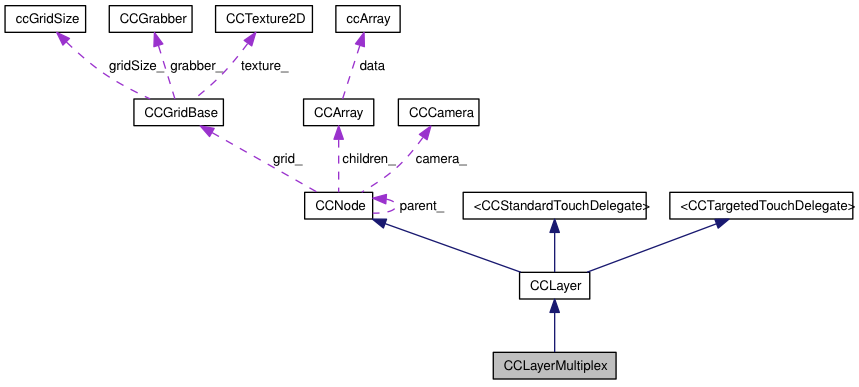 ccGridSize
CCGrabber
CCTexture2D
ccArray
gridSize_
grabber_
texture_
data
CCGridBase
CCArray
CCCamera
grid_
children_
camera_
CCNode
parent_
<CCStandardTouchDelegate>
<CCTargetedTouchDelegate>
CCLayer
CCLayerMultiplex